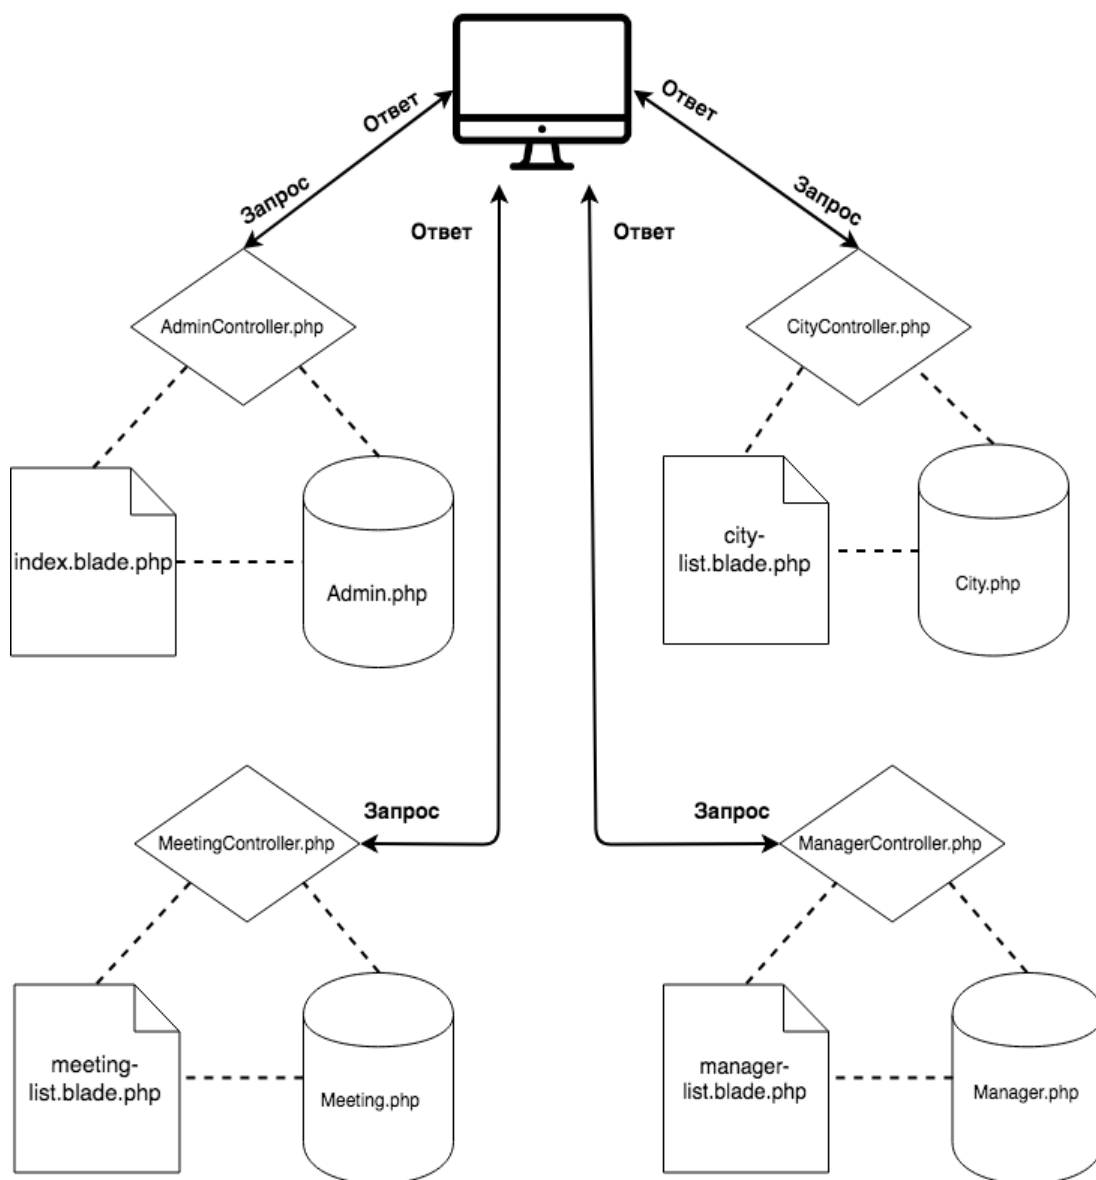 Ответ
Запрос
Ответ
Запрос
Ответ
Ответ
AdminController.php
CityController.php
index.blade.php
Admin.php
city-
list.blade.php
City.php
Запрос
Запрос
MeetingController.php
ManagerController.php
meeting-
list.blade.php
Meeting.php
manager-
list.blade.php
Manager.php